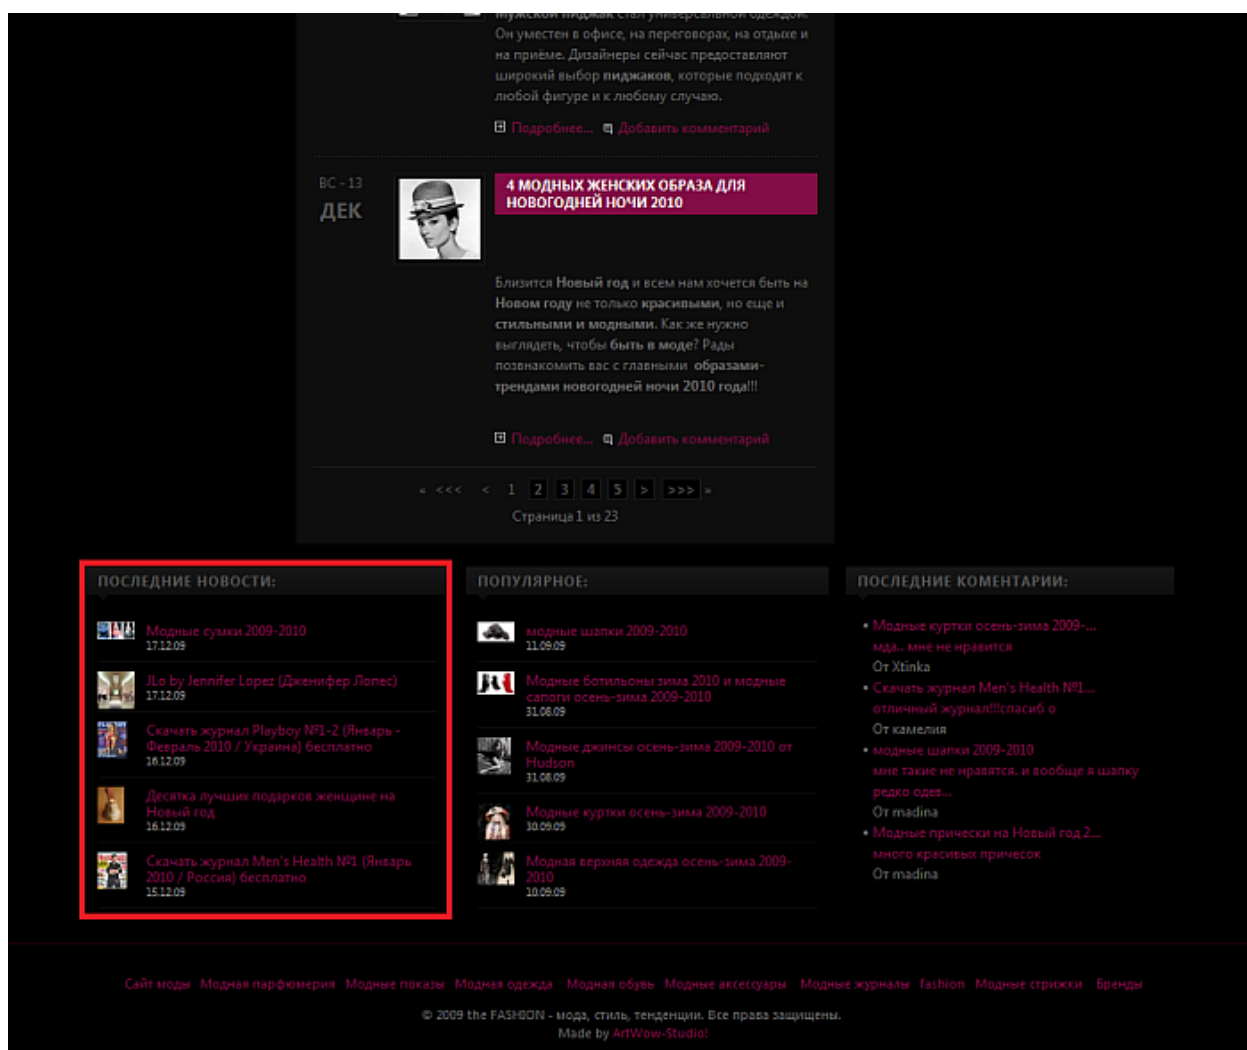 Мужской пиджак стал универсальной одеждой.
Он уместен в офисе, на переговорах, на отдыхе и
на приёме. Дизайнеры сейчас предоставляют
широкий выбор пиджаков, которые подходят к
любой фигуре и к любому случаю.
Подробнее... Добавить комментарий
ВС - 13
ДЕК
4 МОДНЫХ ЖЕНСКИХ ОБРАЗА ДЛЯ
НОВОГОДНЕЙ НОЧИ 2010
Близится Новый год и всем нам хочется быть на
Новом году не только красивыми, но еще и
стильными и модными. Как же нужно
выглядеть, чтобы быть в моде? Рады
познакомить вас с главными образами-
трендами новогодней ночи 2010 года!!!
Подробнее... Добавить комментарий
« <<< < 1 2 3 4 5 > >>> »
Страница 1 из 23
ПОСЛЕДНИЕ НОВОСТИ:
Модные сумки 2009-2010
17.12.09
JLo by Jennifer Lopez (Дженифер Лопес)
17.12.09
Скачать журнал Playboy №1-2 (Январь -
Февраль 2010 / Украина) бесплатно
16.12.09
Десятка лучших подарков женщине на
Новый год
16.12.09
Скачать журнал Men's Health №1 (Январь
2010 / Россия) бесплатно
15.12.09
ПОПУЛЯРНОЕ:
модные шапки 2009-2010
11.09.09
Модные ботильоны зима 2010 и модные
сапоги осень-зима 2009-2010
31.08.09
Модные джинсы осень-зима 2009-2010 от
Hudson
31.08.09
Модные куртки осень-зима 2009-2010
30.09.09
Модная верхняя одежда осень-зима 2009-
2010
10.09.09
ПОСЛЕДНИЕ КОМЕНТАРИИ:
• Модные куртки осень-зима 2009-...
мда.. мне не нравится
От Xtinka
• Скачать журнал Men's Health №1...
отличный журнал!!!спасиб о
От камелия
• модные шапки 2009-2010
мне такие не нравятся. и вообще я шапку
редко одев...
От madina
• Модные прически на Новый год 2...
много красивых причесок
От madina
Сайт моды Модная парфюмерия Модные показы Модная одежда Модная обувь Модные аксессуары Модные журналы fashion Модные стрижки Бренды
© 2009 the FASHION - мода, стиль, тенденции. Все права защищены.
Made by ArtWow-Studio!